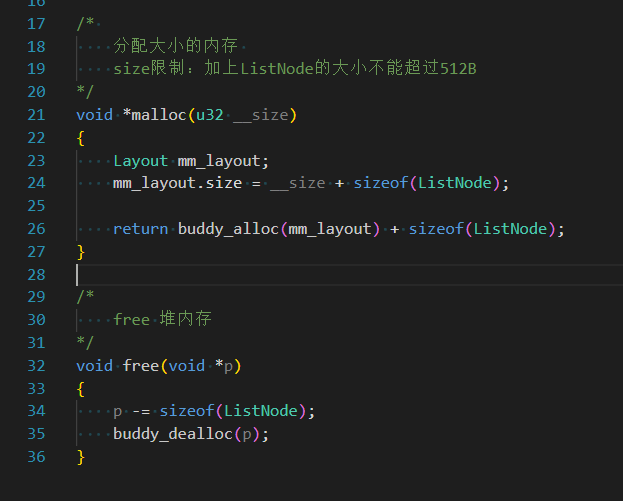 16
17 /*
18 分配大小的内存
19 size限制：加上ListNode的大小不能超过512B
20 */
21 void *malloc(u32 __size)
22 {
23 Layout mm_layout;
24 mm_layout.size = __size + sizeof(ListNode);
25
26 return buddy_alloc(mm_layout) + sizeof(ListNode);
27 }
28
29 /*
30 free 堆内存
31 */
32 void free(void *p)
33 {
34 p -= sizeof(ListNode);
35 buddy_dealloc(p);
36 }